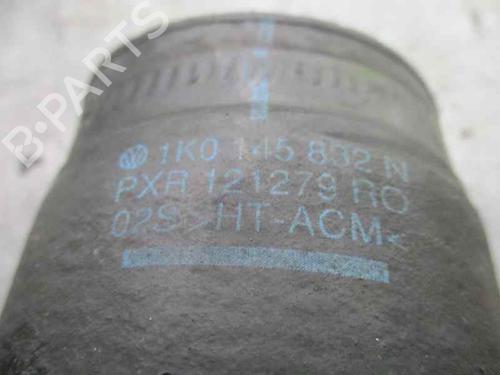 1K0 145 832 N
PXR 121279 RO
02S >HT-ACM<
B-PARTS